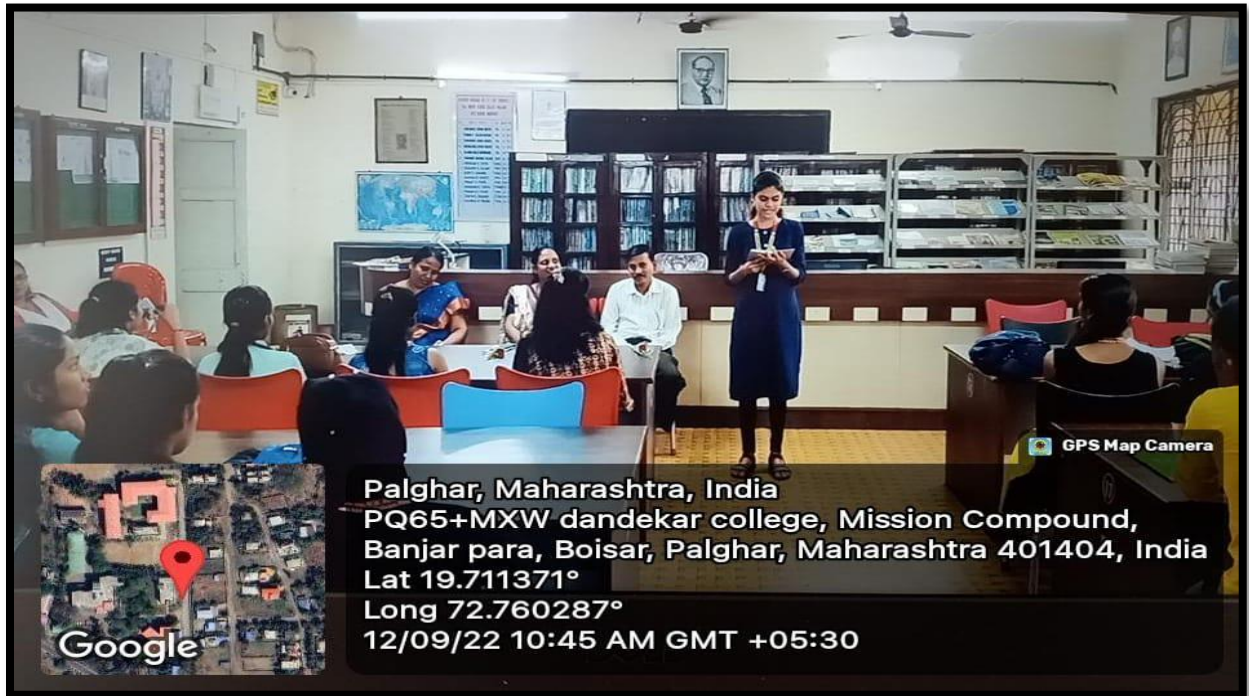 GPS Map Camera
Palghar, Maharashtra, India
PQ65+MXW dandekar college, Mission Compound,
Banjar para, Boisar, Palghar, Maharashtra 401404, India
Lat 19.711371°
Long 72.760287°
12/09/22 10:45 AM GMT +05:30
Google